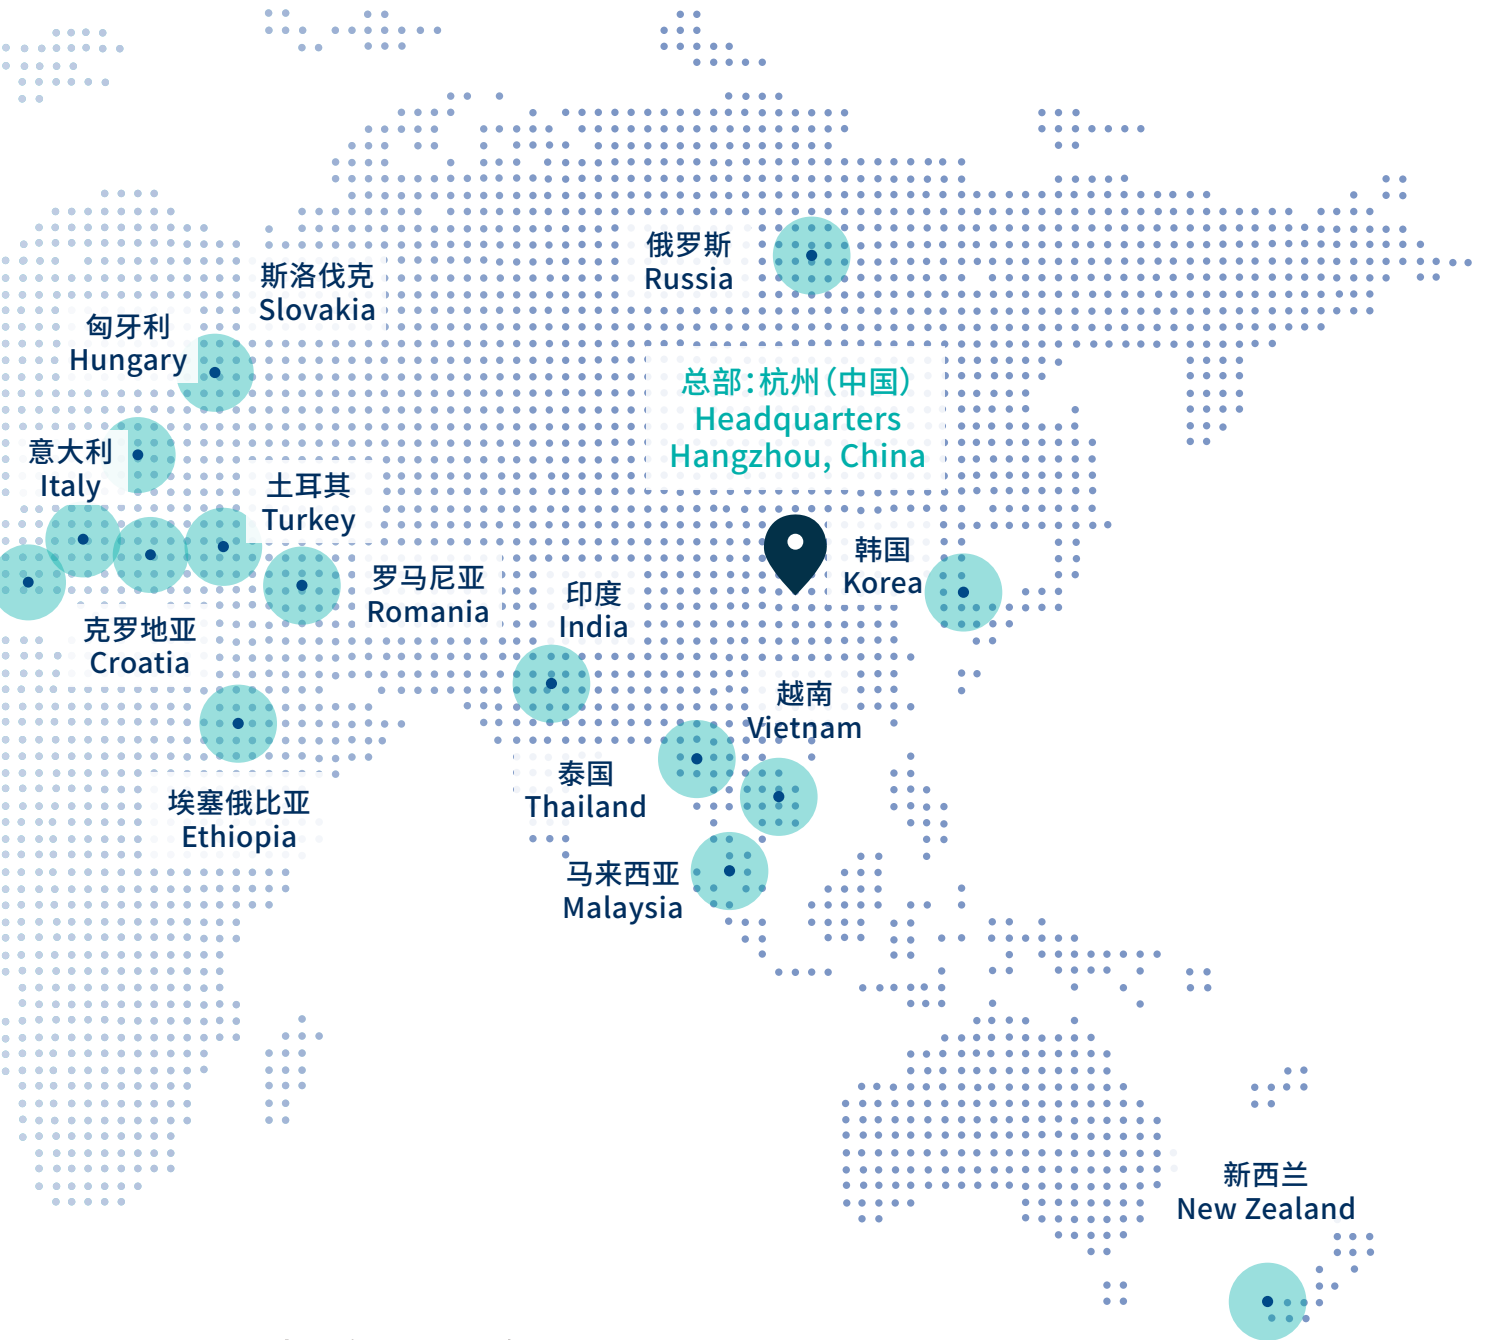 俄罗斯
Russia
斯洛伐克
Slovakia
匈牙利
Hungary
总部：杭州（中国）
Headquarters
Hangzhou, China
意大利
Italy
土耳其
Turkey
韩国
Korea
罗马尼亚
Romania
印度
India
克罗地亚
Croatia
越南
Vietnam
泰国
Thailand
埃塞俄比亚
Ethiopia
马来西亚
Malaysia
新西兰
New Zealand